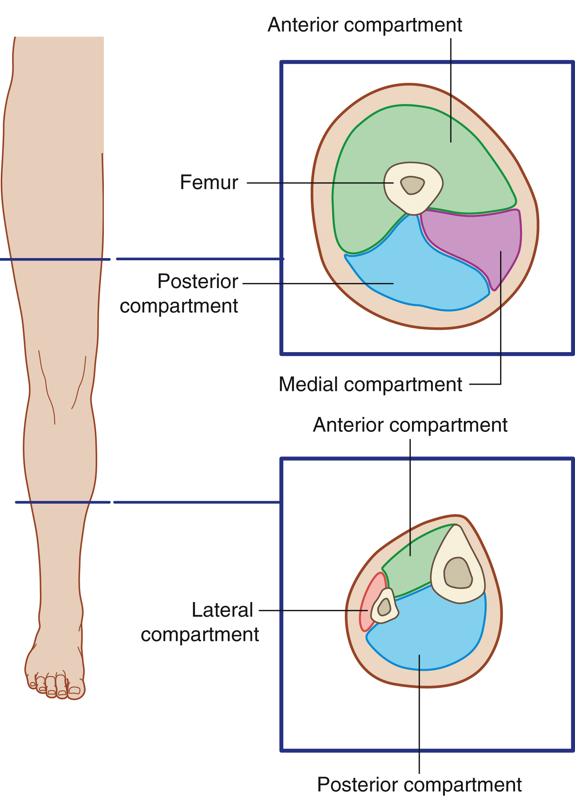 Anterior compartment
Femur
Posterior
compartment
Medial compartment
Anterior compartment
Lateral
compartment
Posterior compartment